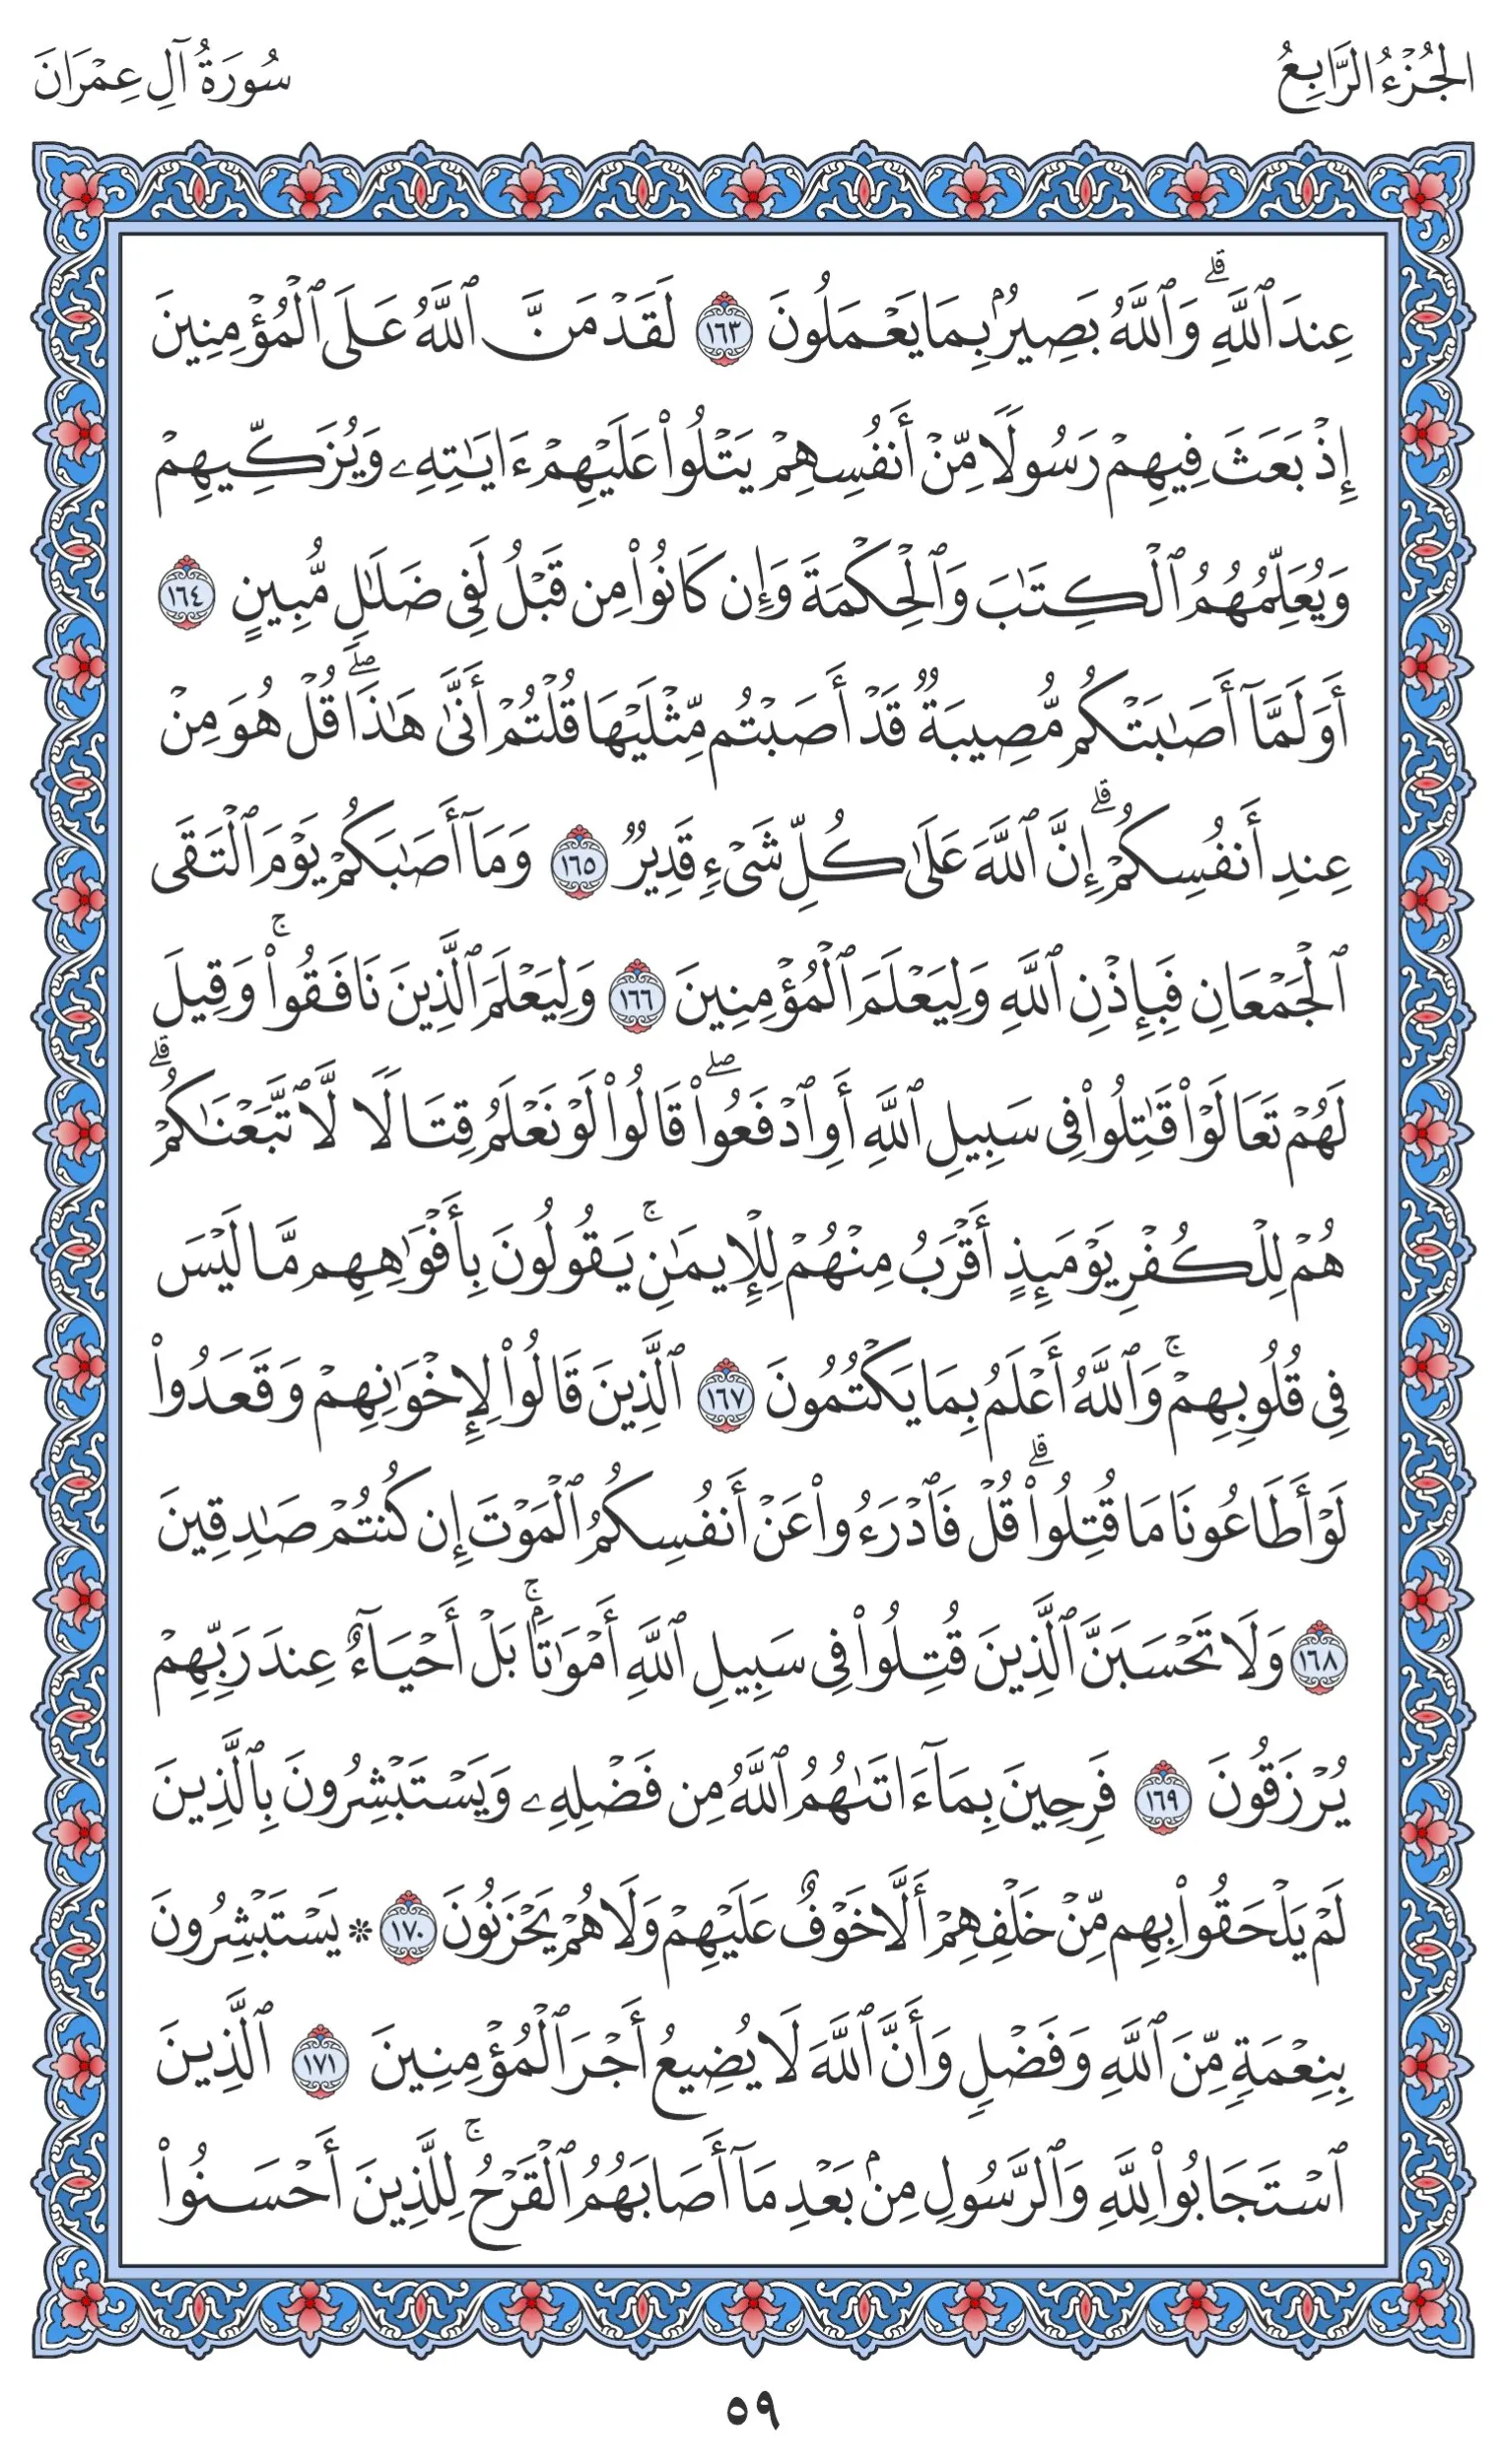 الجُزْءُ الرَّابِعُ
سُورَةُ آلِ عِمْرَانَ
عِندَ ٱللَّهِۗ وَٱللَّهُ بَصِيرُۢ بِمَا يَعْمَلُونَ ١٦٣ لَقَدْ مَنَّ ٱللَّهُ عَلَى ٱلْمُؤْمِنِينَ
إِذْ بَعَثَ فِيهِمْ رَسُولًا مِّنْ أَنفُسِهِمْ يَتْلُوا۟ عَلَيْهِمْ ءَايَـٰتِهِۦ وَيُزَكِّيهِمْ
وَيُعَلِّمُهُمُ ٱلْكِتَـٰبَ وَٱلْحِكْمَةَ وَإِن كَانُوا۟ مِن قَبْلُ لَفِى ضَلَـٰلٍ مُّبِينٍ ١٦٤
أَوَلَمَّآ أَصَـٰبَتْكُم مُّصِيبَةٌ قَدْ أَصَبْتُم مِّثْلَيْهَا قُلْتُمْ أَنَّىٰ هَـٰذَاۖ قُلْ هُوَ مِنْ
عِندِ أَنفُسِكُمْۗ إِنَّ ٱللَّهَ عَلَىٰ كُلِّ شَىْءٍ قَدِيرٌ ١٦٥ وَمَآ أَصَـٰبَكُمْ يَوْمَ ٱلْتَقَى
ٱلْجَمْعَانِ فَبِإِذْنِ ٱللَّهِ وَلِيَعْلَمَ ٱلْمُؤْمِنِينَ ١٦٦ وَلِيَعْلَمَ ٱلَّذِينَ نَافَقُوا۟ۚ وَقِيلَ
لَهُمْ تَعَالَوْا۟ قَـٰتِلُوا۟ فِى سَبِيلِ ٱللَّهِ أَوِ ٱدْفَعُوا۟ۖ قَالُوا۟ لَوْ نَعْلَمُ قِتَالًا لَّٱتَّبَعْنَـٰكُمْۗ
هُمْ لِلْكُفْرِ يَوْمَئِذٍ أَقْرَبُ مِنْهُمْ لِلْإِيمَـٰنِۚ يَقُولُونَ بِأَفْوَٰهِهِم مَّا لَيْسَ
فِى قُلُوبِهِمْۚ وَٱللَّهُ أَعْلَمُ بِمَا يَكْتُمُونَ ١٦٧ ٱلَّذِينَ قَالُوا۟ لِإِخْوَٰنِهِمْ وَقَعَدُوا۟
لَوْ أَطَاعُونَا مَا قُتِلُوا۟ۗ قُلْ فَٱدْرَءُوا۟ عَنْ أَنفُسِكُمُ ٱلْمَوْتَ إِن كُنتُمْ صَـٰدِقِينَ
١٦٨ وَلَا تَحْسَبَنَّ ٱلَّذِينَ قُتِلُوا۟ فِى سَبِيلِ ٱللَّهِ أَمْوَٰتَۢاۚ بَلْ أَحْيَآءٌ عِندَ رَبِّهِمْ
يُرْزَقُونَ ١٦٩ فَرِحِينَ بِمَآ ءَاتَىٰهُمُ ٱللَّهُ مِن فَضْلِهِۦ وَيَسْتَبْشِرُونَ بِٱلَّذِينَ
لَمْ يَلْحَقُوا۟ بِهِم مِّنْ خَلْفِهِمْ أَلَّا خَوْفٌ عَلَيْهِمْ وَلَا هُمْ يَحْزَنُونَ ١٧٠ * يَسْتَبْشِرُونَ
بِنِعْمَةٍ مِّنَ ٱللَّهِ وَفَضْلٍ وَأَنَّ ٱللَّهَ لَا يُضِيعُ أَجْرَ ٱلْمُؤْمِنِينَ ١٧١ ٱلَّذِينَ
ٱسْتَجَابُوا۟ لِلَّهِ وَٱلرَّسُولِ مِنۢ بَعْدِ مَآ أَصَابَهُمُ ٱلْقَرْحُۚ لِلَّذِينَ أَحْسَنُوا۟
٥٩